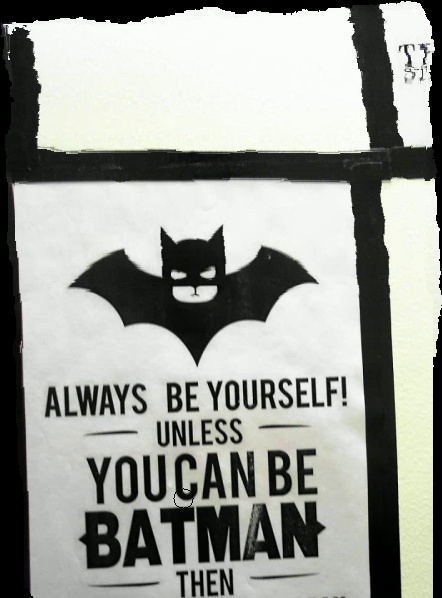 ALWAYS BE YOURSELF!
UNLESS
YOU CAN BE
BATMAN
THEN